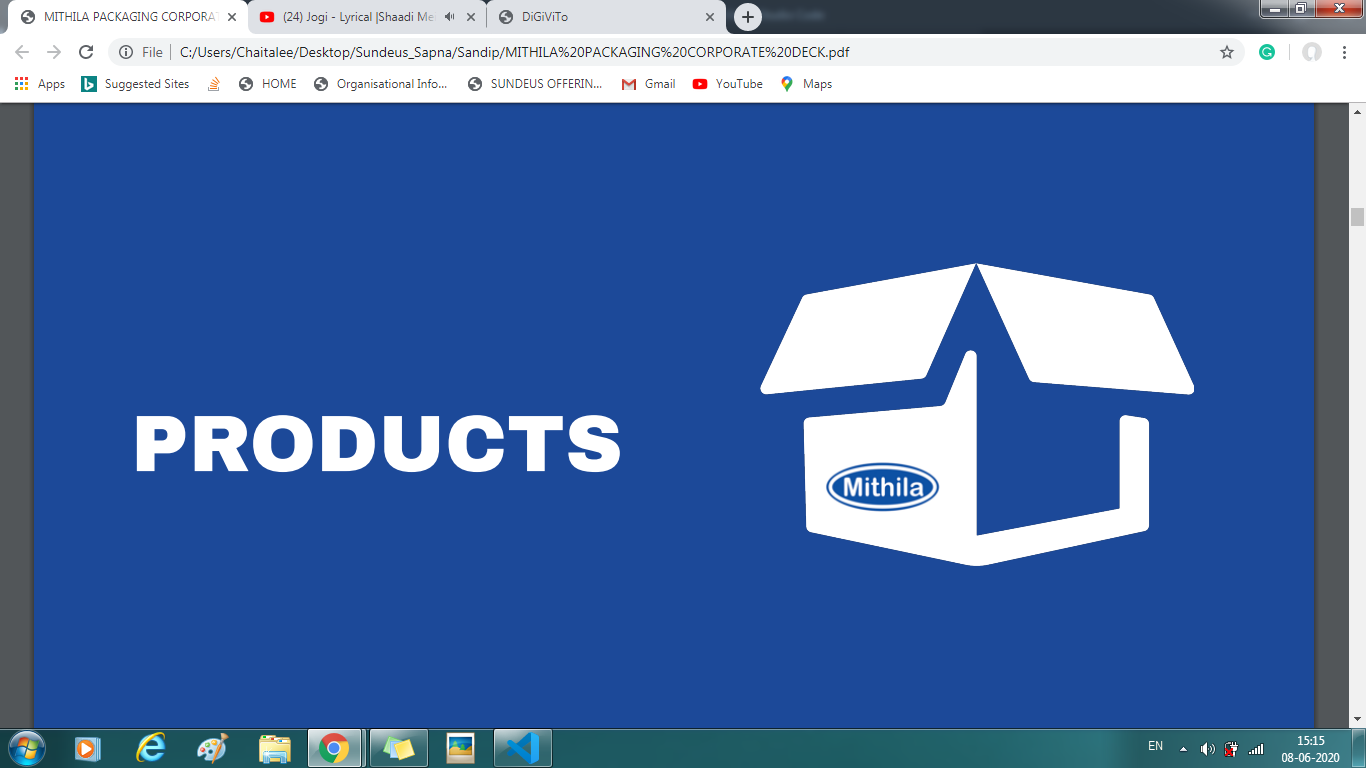 MITHILA PACKAGING CORPORAT
(24) Jogi - Lyrical |Shaadi Me
DiGiViTo
File
C:/Users/Chaitalee/Desktop/Sundeus_Sapna/Sandip/MITHILA%20PACKAGING%20CORPORATE%20DECK.pdf
Apps
Suggested Sites
HOME
Organisational Info...
SUNDEUS OFFERIN...
Gmail
YouTube
Maps
PRODUCTS
Mithila
EN
15:15
08-06-2020